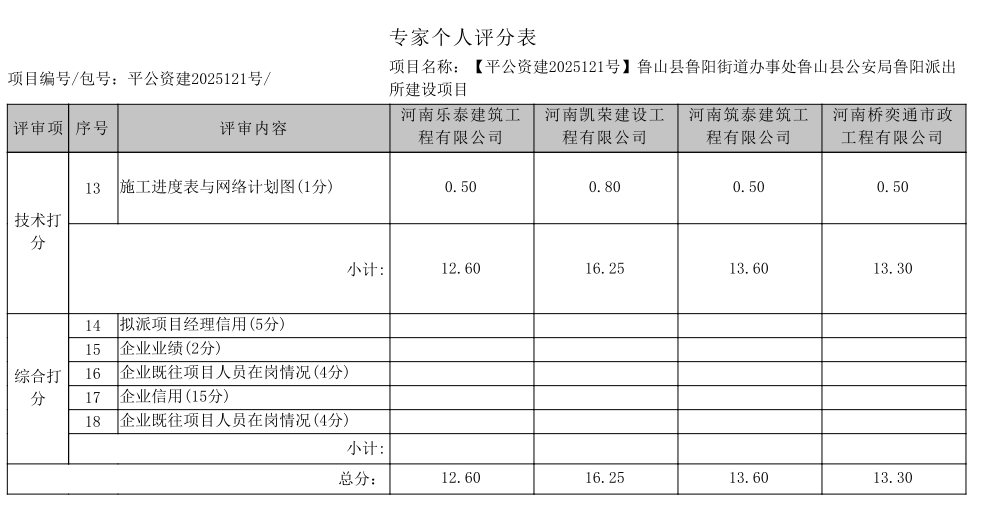 专家个人评分表
项目编号/包号：平公资建2025121号/
项目名称：【平公资建2025121号】鲁山县鲁阳街道办事处鲁山县公安局鲁阳派出
所建设项目
评审项 序号 评审内容 河南乐泰建筑工 河南凯荣建设工 河南筑泰建筑工 河南桥奕通市政
程有限公司 程有限公司 程有限公司 工程有限公司
13 施工进度表与网络计划图(1分) 0.50 0.80 0.50 0.50
技术打
分
小计: 12.60 16.25 13.60 13.30
14 拟派项目经理信用(5分)
15 企业业绩(2分)
16 企业既往项目人员在岗情况(4分)
综合打
分
17 企业信用(15分)
18 企业既往项目人员在岗情况(4分)
小计:
总分： 12.60 16.25 13.60 13.30